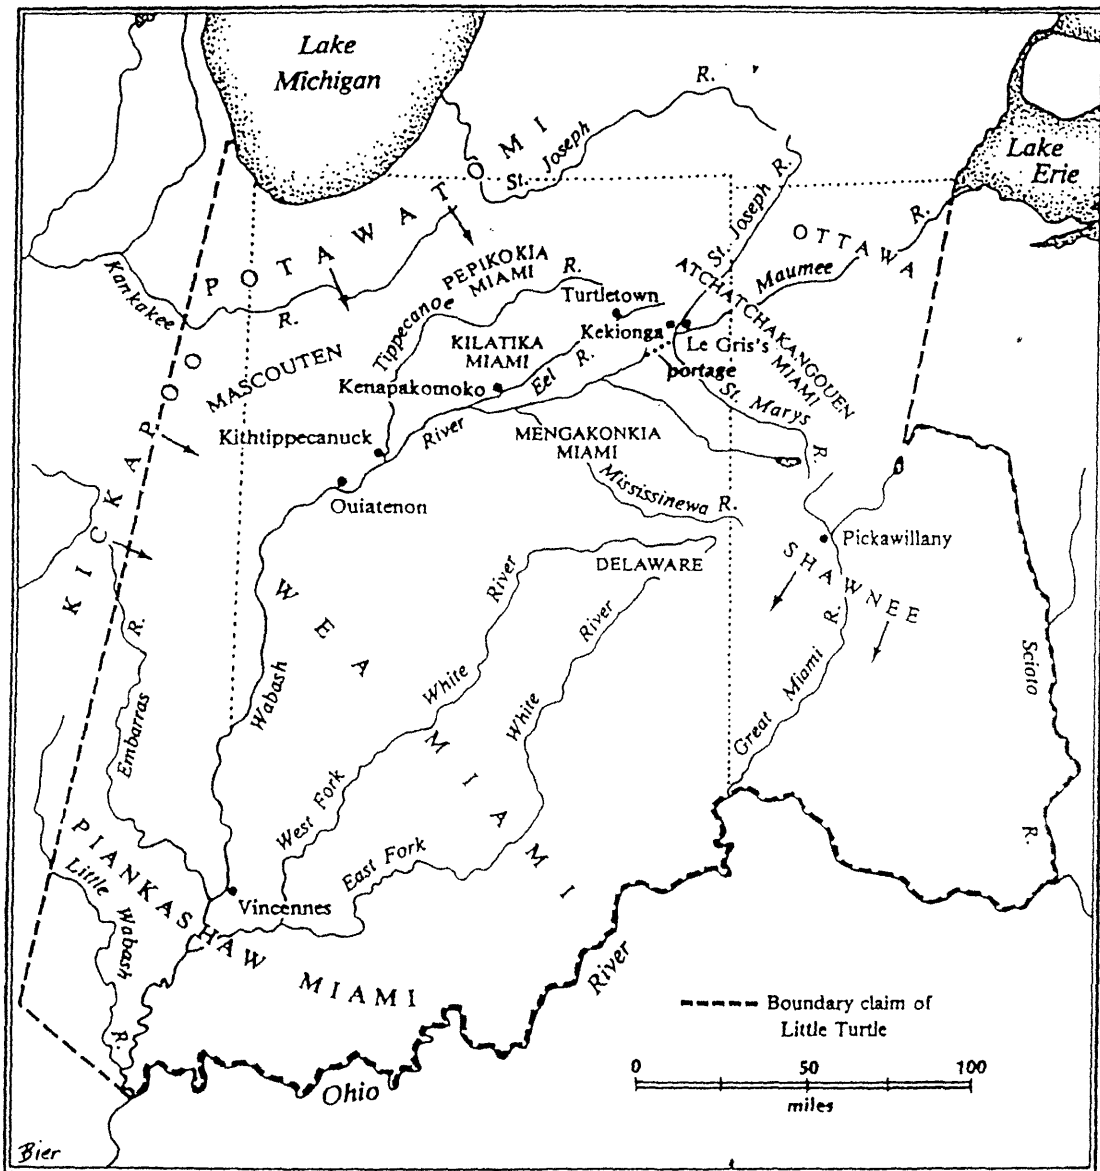 Lake
Michigan
R.
St. Joseph
Lake
Erie
POTAWATOMI
St. Joseph R.
OTTAWA
R.
Maumee
Kankakee
R.
PEPIKOKIA
MIAMI
R.
Tippecanoe
Turtletown
ATCHATCHAKANGOUEN
MIAMI
Kekionga
Le Gris's
portage
KILATIKA
MIAMI
MASCOUTEN
Kenapakomoko
Eel R.
St. Marys
R.
KICKAPOO
Kithtippecanuck
River
MENGAKONKIA
MIAMI
Ouiatenon
Mississinewa R.
Pickawillany
DELAWARE
SHAWNEE
River
River
WEA
R.
Embarras
Wabash
White
White
Great Miami R.
Scioto
R.
MIAMI
West Fork
East Fork
PIANKASHAW MIAMI
Little
Wabash
R.
Vincennes
River
Ohio
Boundary claim of
Little Turtle
0 50 100
miles
Bier